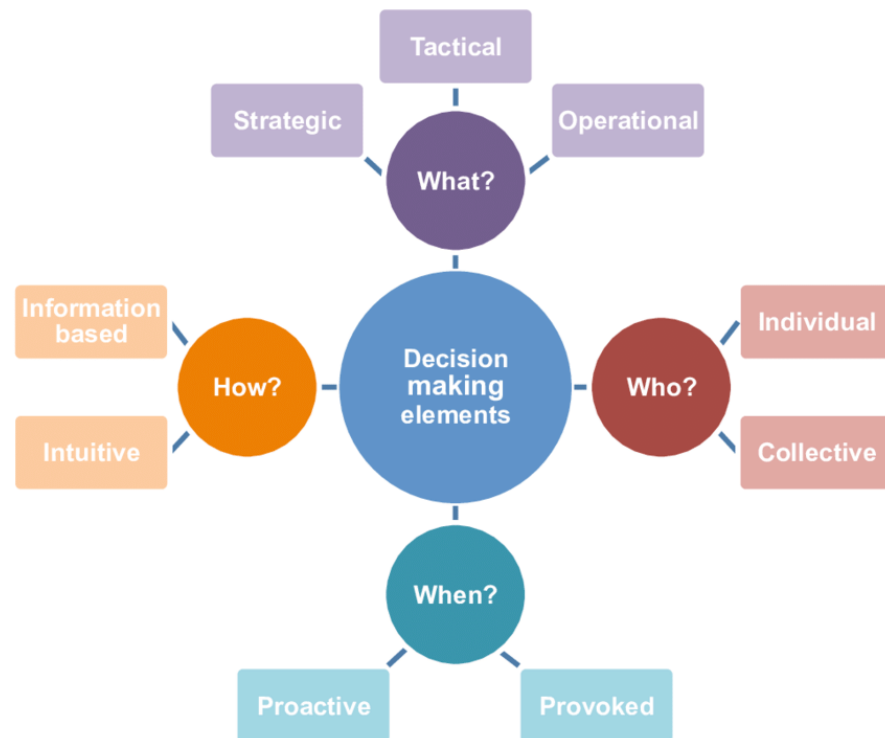 Tactical
Strategic
Operational
What?
Information
based
Individual
How?
Decision
making
elements
Who?
Intuitive
Collective
When?
Proactive
Provoked